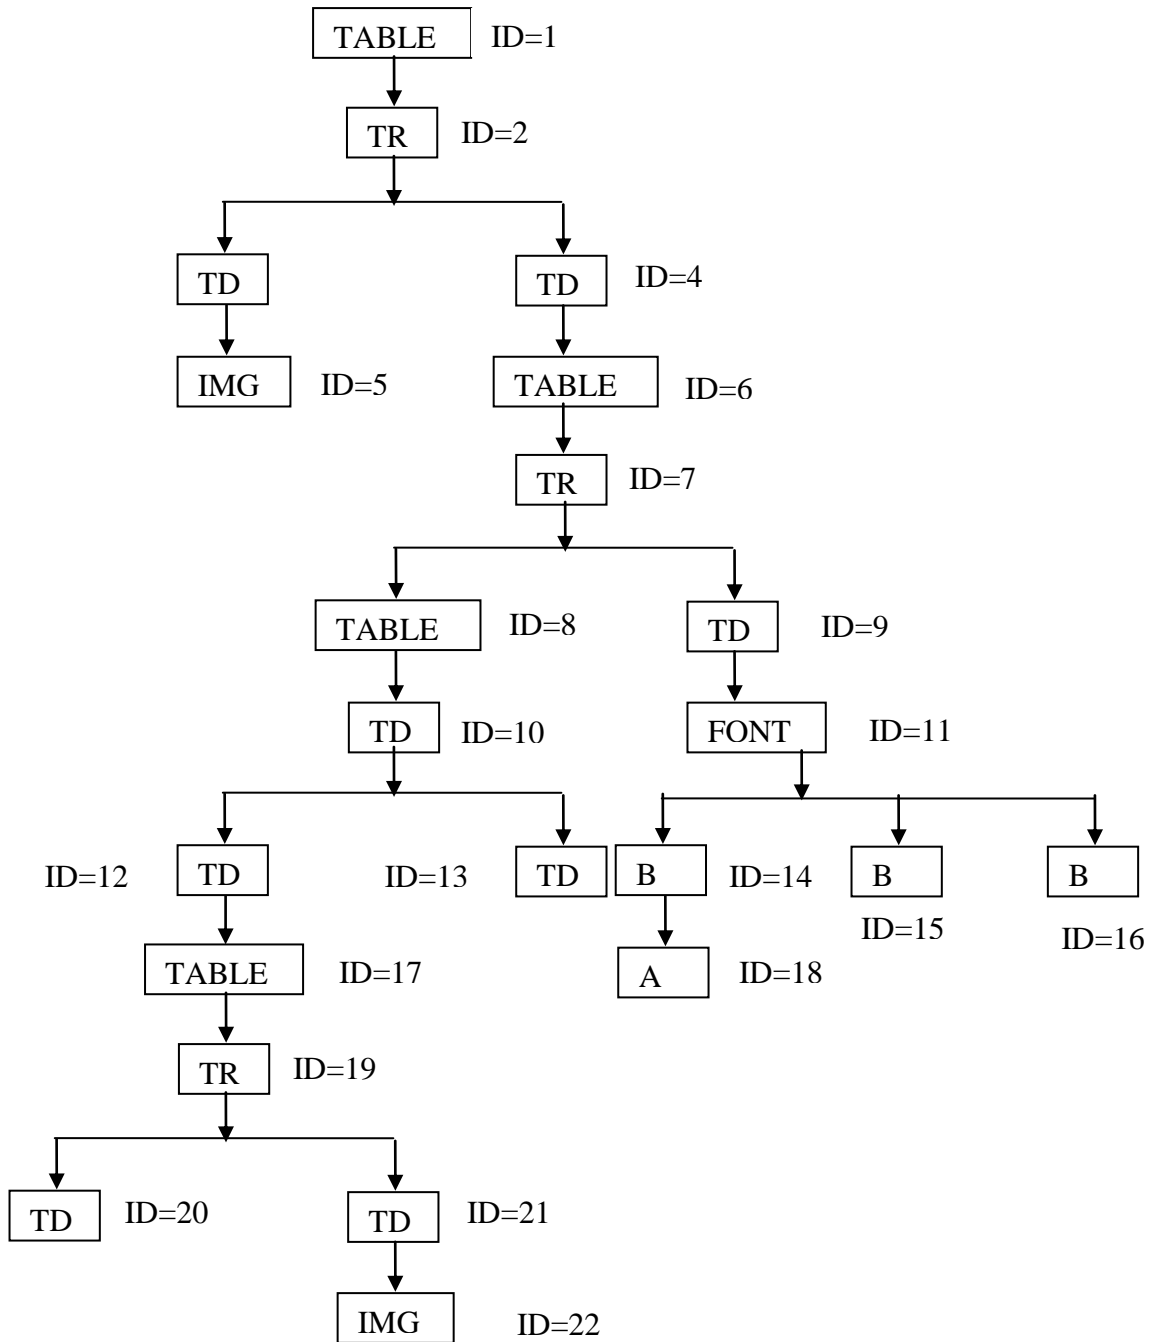 TABLE ID=1
TR ID=2
TD TD ID=4
IMG ID=5 TABLE ID=6
TR ID=7
TABLE ID=8 TD ID=9
TD ID=10 FONT ID=11
ID=12 TD ID=13 TD B ID=14 B B
ID=15 ID=16
TABLE ID=17 A ID=18
TR ID=19
TD ID=20 TD ID=21
IMG ID=22